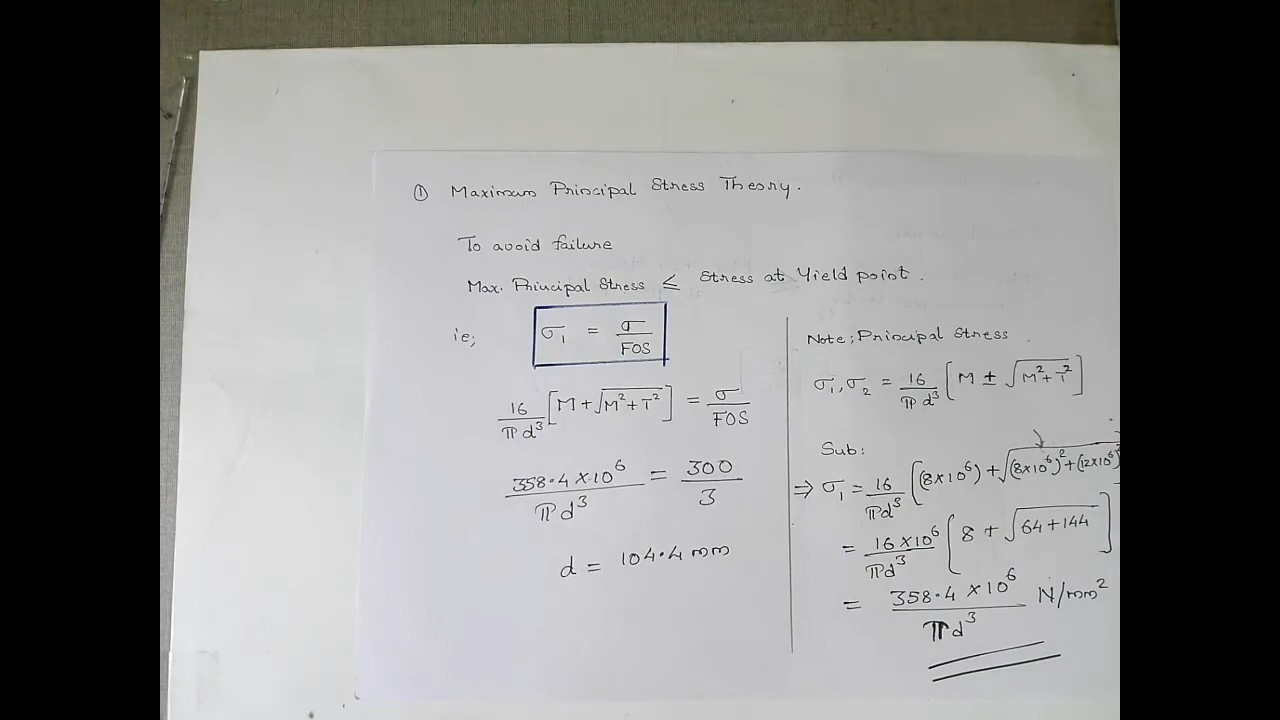 ① Maximum Principal Stress Theory.
To avoid failure
Max. Principal Stress ≤ Stress at Yield point.
ie; σ₁ = σ/FOS
16/πd³ [M + √(M² + T²)] = σ/FOS
358.4 × 10⁶/πd³ = 300/3
d = 104.4 mm
Note; Principal Stress
σ₁, σ₂ = 16/πd³ [M ± √(M² + T²)]
Sub:
⇒ σ₁ = 16/πd³ [(8×10⁶) + √((8×10⁶)² + (12×10⁶)²
= 16 × 10⁶/πd³ [8 + √(64 + 144)]
= 358.4 × 10⁶/πd³ N/mm²